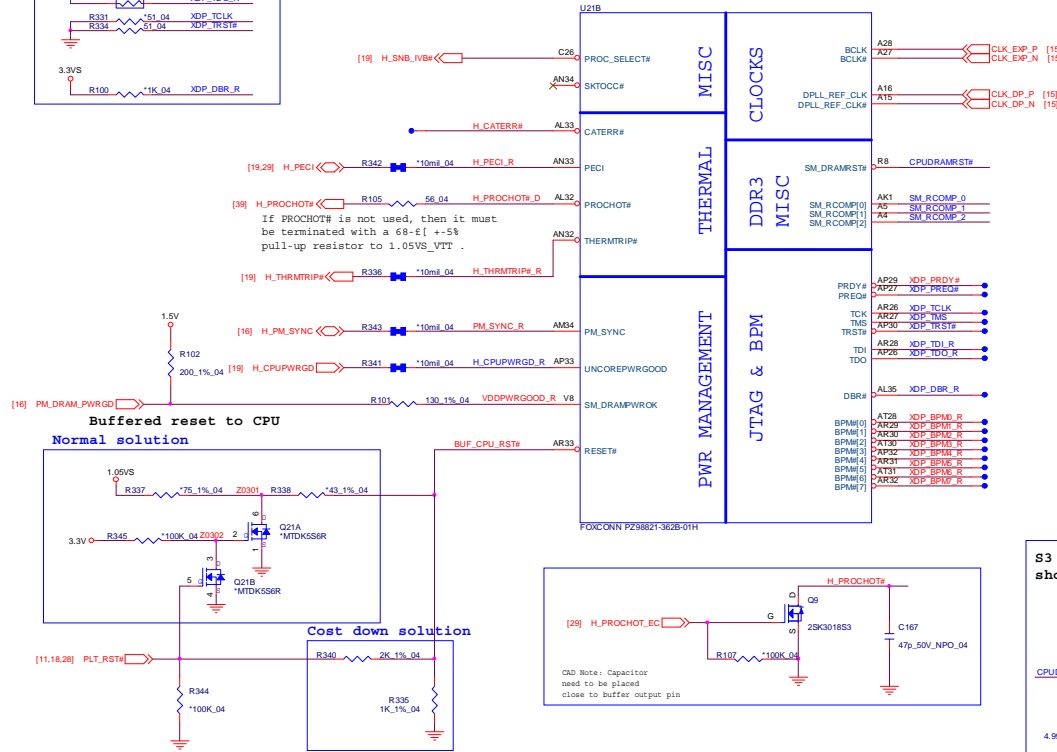 R331 *51_04 XDP_TCLK
R334 51_04 XDP_TRST#
3.3VS
R100 *1K_04 XDP_DBR_R
U21B
[19] H_SNB_IVB# C26 PROC_SELECT#
AN34 SKTOCC#
MISC
CLOCKS
A28 BCLK CLK_EXP_P
A27 BCLK# CLK_EXP_N
A16 DPLL_REF_CLK CLK_DP_P [15]
A15 DPLL_REF_CLK# CLK_DP_N [15]
H_CATERR# AL33 CATERR#
[19,29] H_PECI R342 *10mil_04 H_PECI_R AN33 PECI
[39] H_PROCHOT# R105 56_04 H_PROCHOT#_D AL32 PROCHOT#
If PROCHOT# is not used, then it must
be terminated with a 68-£[ +-5%
pull-up resistor to 1.05VS_VTT .
AN32 THERMTRIP#
[19] H_THRMTRIP# R336 *10mil_04 H_THRMTRIP#_R
THERMAL
DDR3
MISC
SM_DRAMRST# R8 CPUDRAMRST#
SM_RCOMP[0] AK1 SM_RCOMP_0
SM_RCOMP[1] A5 SM_RCOMP_1
SM_RCOMP[2] A4 SM_RCOMP_2
1.5V
R102
200_1%_04
[16] H_PM_SYNC R343 *10mil_04 PM_SYNC_R AM34 PM_SYNC
[19] H_CPUPWRGD R341 *10mil_04 H_CPUPWRGD_R AP33 UNCOREPWRGOOD
[16] PM_DRAM_PWRGD R101 130_1%_04 VDDPWRGOOD_R V8 SM_DRAMPWROK
BUF_CPU_RST# AR33 RESET#
PWR MANAGEMENT
JTAG & BPM
PRDY# AP29 XDP_PRDY#
PREQ# AP27 XDP_PREQ#
TCK AR26 XDP_TCLK
TMS AR27 XDP_TMS
TRST# AP30 XDP_TRST#
TDI AR28 XDP_TDI_R
TDO AP26 XDP_TDO_R
DBR# AL35 XDP_DBR_R
BPM#[0] AT28 XDP_BPM0_R
BPM#[1] AR29 XDP_BPM1_R
BPM#[2] AR30 XDP_BPM2_R
BPM#[3] AT30 XDP_BPM3_R
BPM#[4] AP32 XDP_BPM4_R
BPM#[5] AR31 XDP_BPM5_R
BPM#[6] AT31 XDP_BPM6_R
BPM#[7] AR32 XDP_BPM7_R
FOXCONN PZ98821-362B-01H
Buffered reset to CPU
Normal solution
1.05VS
R337 *75_1%_04 Z0301 R338 *43_1%_04
3.3V R345 *100K_04 Z0302 2 6 D G S 1
Q21A
*MTDK5S6R
5 3 D G S 4
Q21B
*MTDK5S6R
Cost down solution
[11,18,28] PLT_RST# R340 2K_1%_04
R344
*100K_04
R335
1K_1%_04
H_PROCHOT#
[29] H_PROCHOT_EC G D S
Q9
2SK3018S3
R107 *100K_04
C167
47p_50V_NPO_04
CAD Note: Capacitor
need to be placed
close to buffer output pin
S3